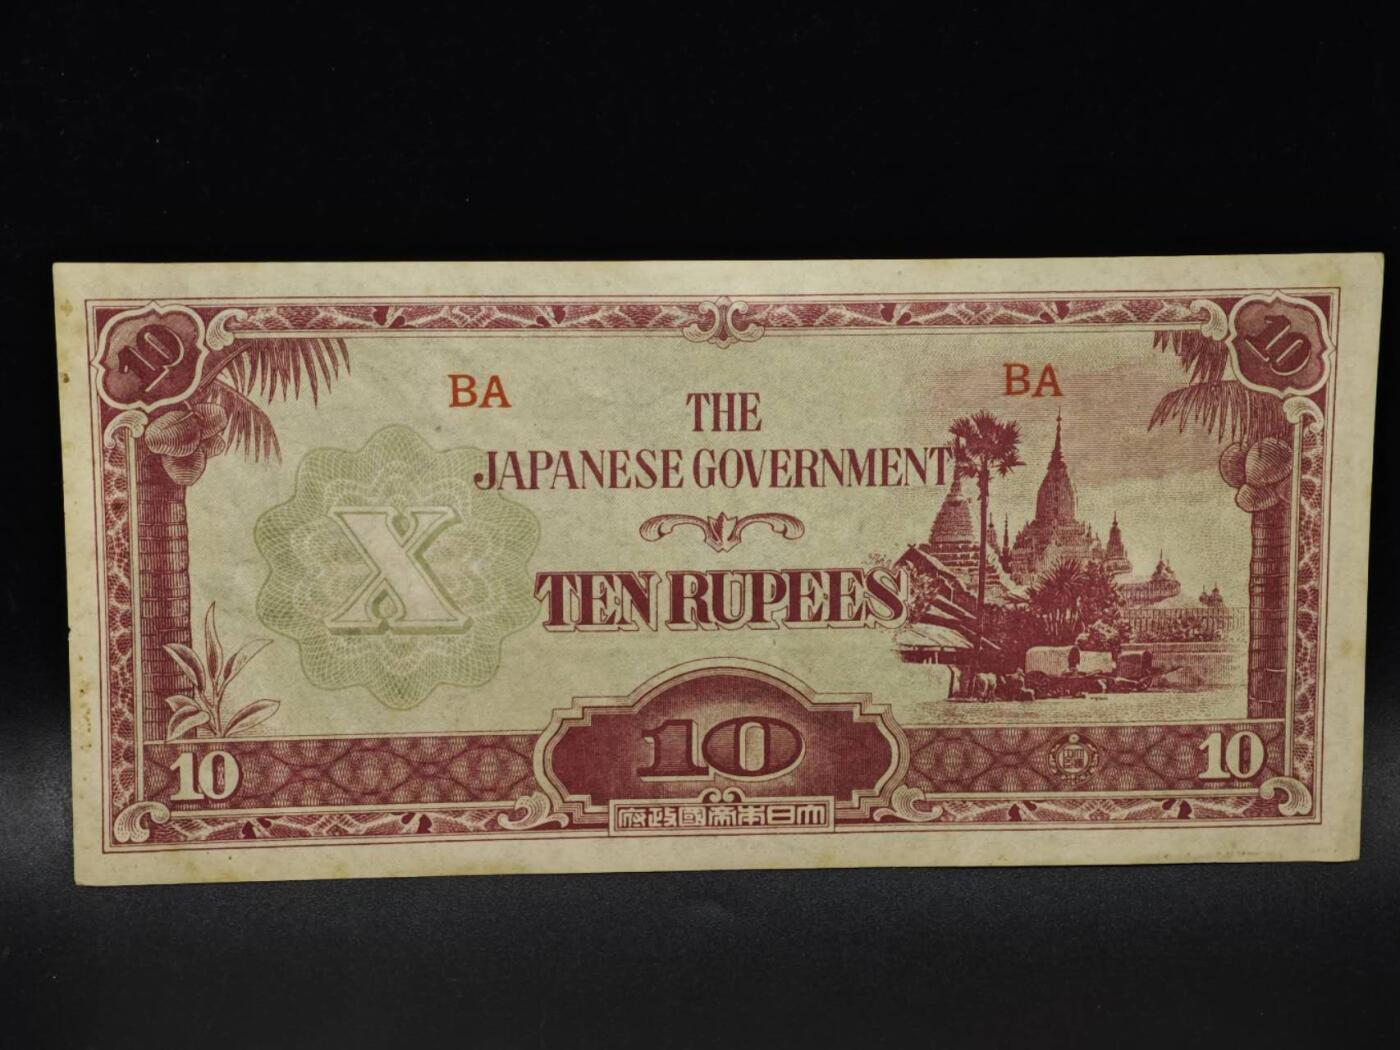 10
10
BA
BA
THE
JAPANESE GOVERNMENT
X
TEN RUPEES
10
10
10
府政國帝本日大